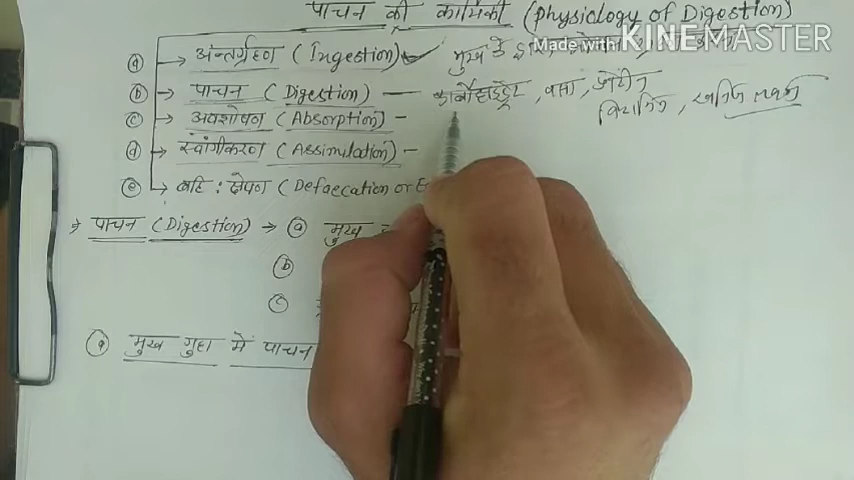 पाचन की कार्यिकी (Physiology of Digestion)
Made with KINEMASTER
(a) → अन्तर्ग्रहण (Ingestion) मुख के द्वारा
(b) → पाचन (Digestion) — कार्बोहाइड्रेट, वसा, प्रोटीन
विटामिन, खनिज लवण
(c) → अवशोषण (Absorption) –
(d) → स्वांगीकरण (Assimilation) –
(e) → बहि: क्षेपण (Defaecation or
→ पाचन (Digestion) → (a) मुख
(b)
(c)
(a) मुख गुहा में पाचन